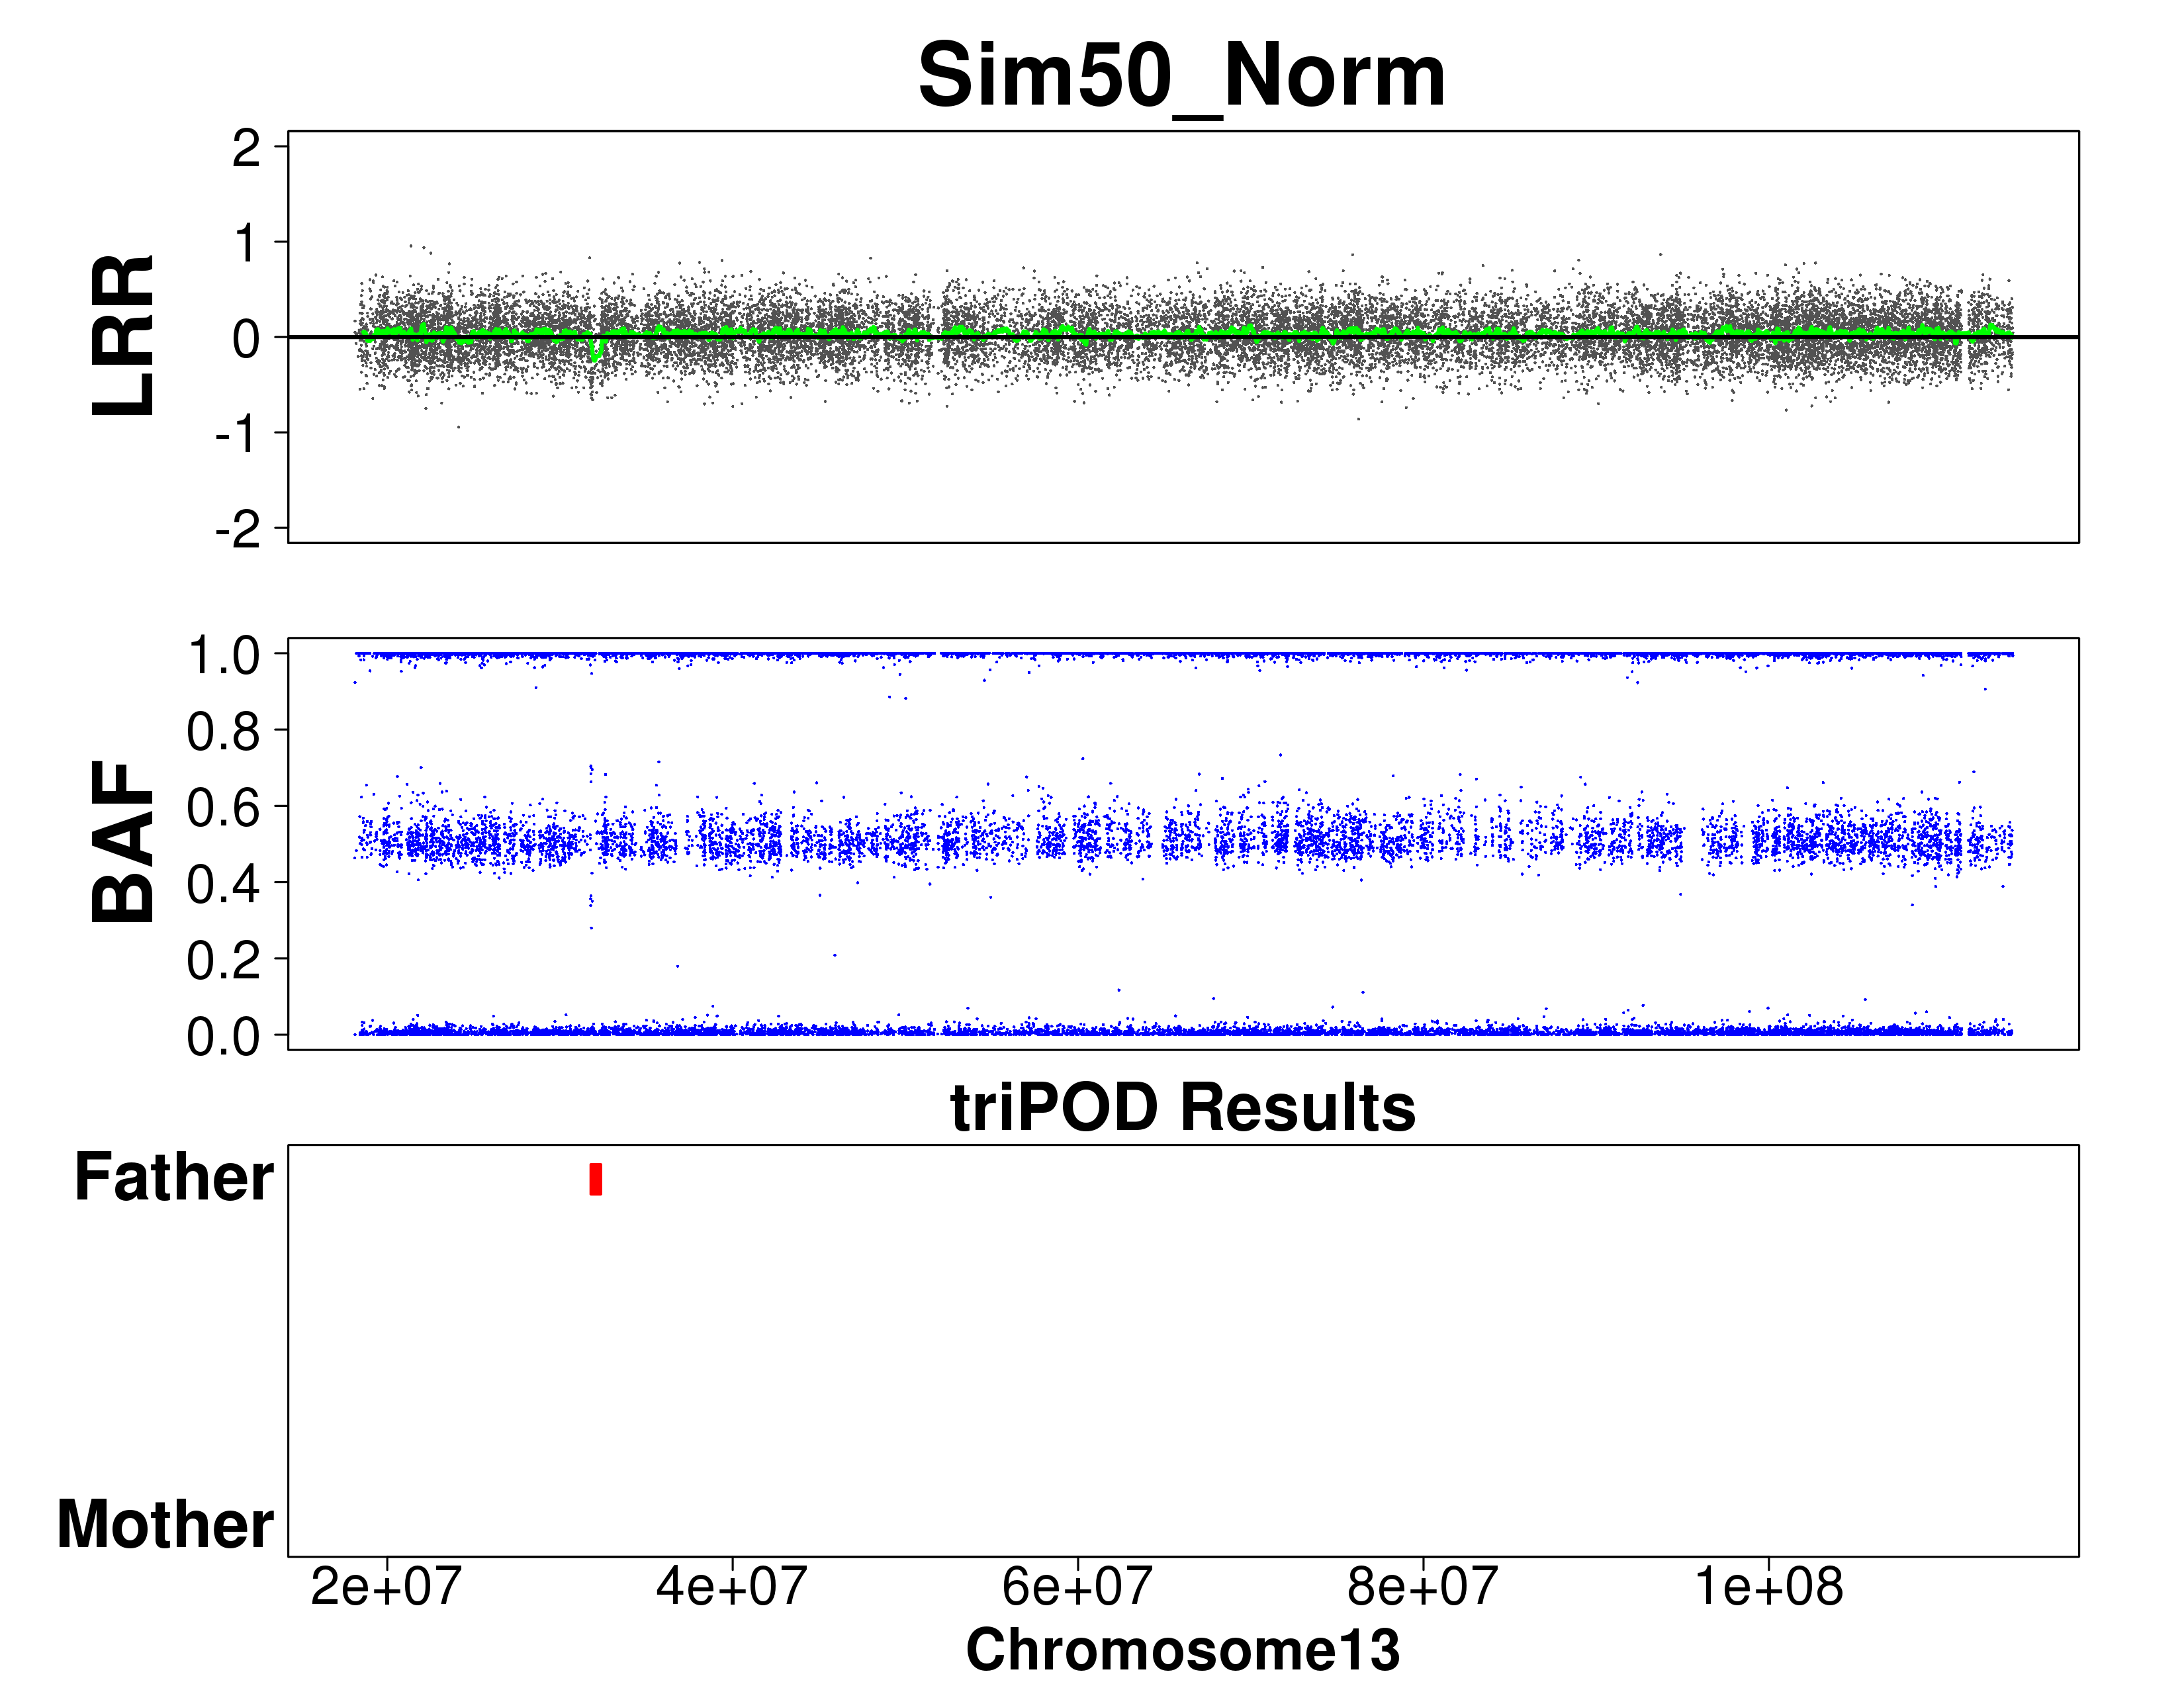 Sim50_Norm
LRR
2
1
0
-1
-2
BAF
1.0
0.8
0.6
0.4
0.2
0.0
triPOD Results
Father
Mother
2e+07 4e+07 6e+07 8e+07 1e+08
Chromosome13